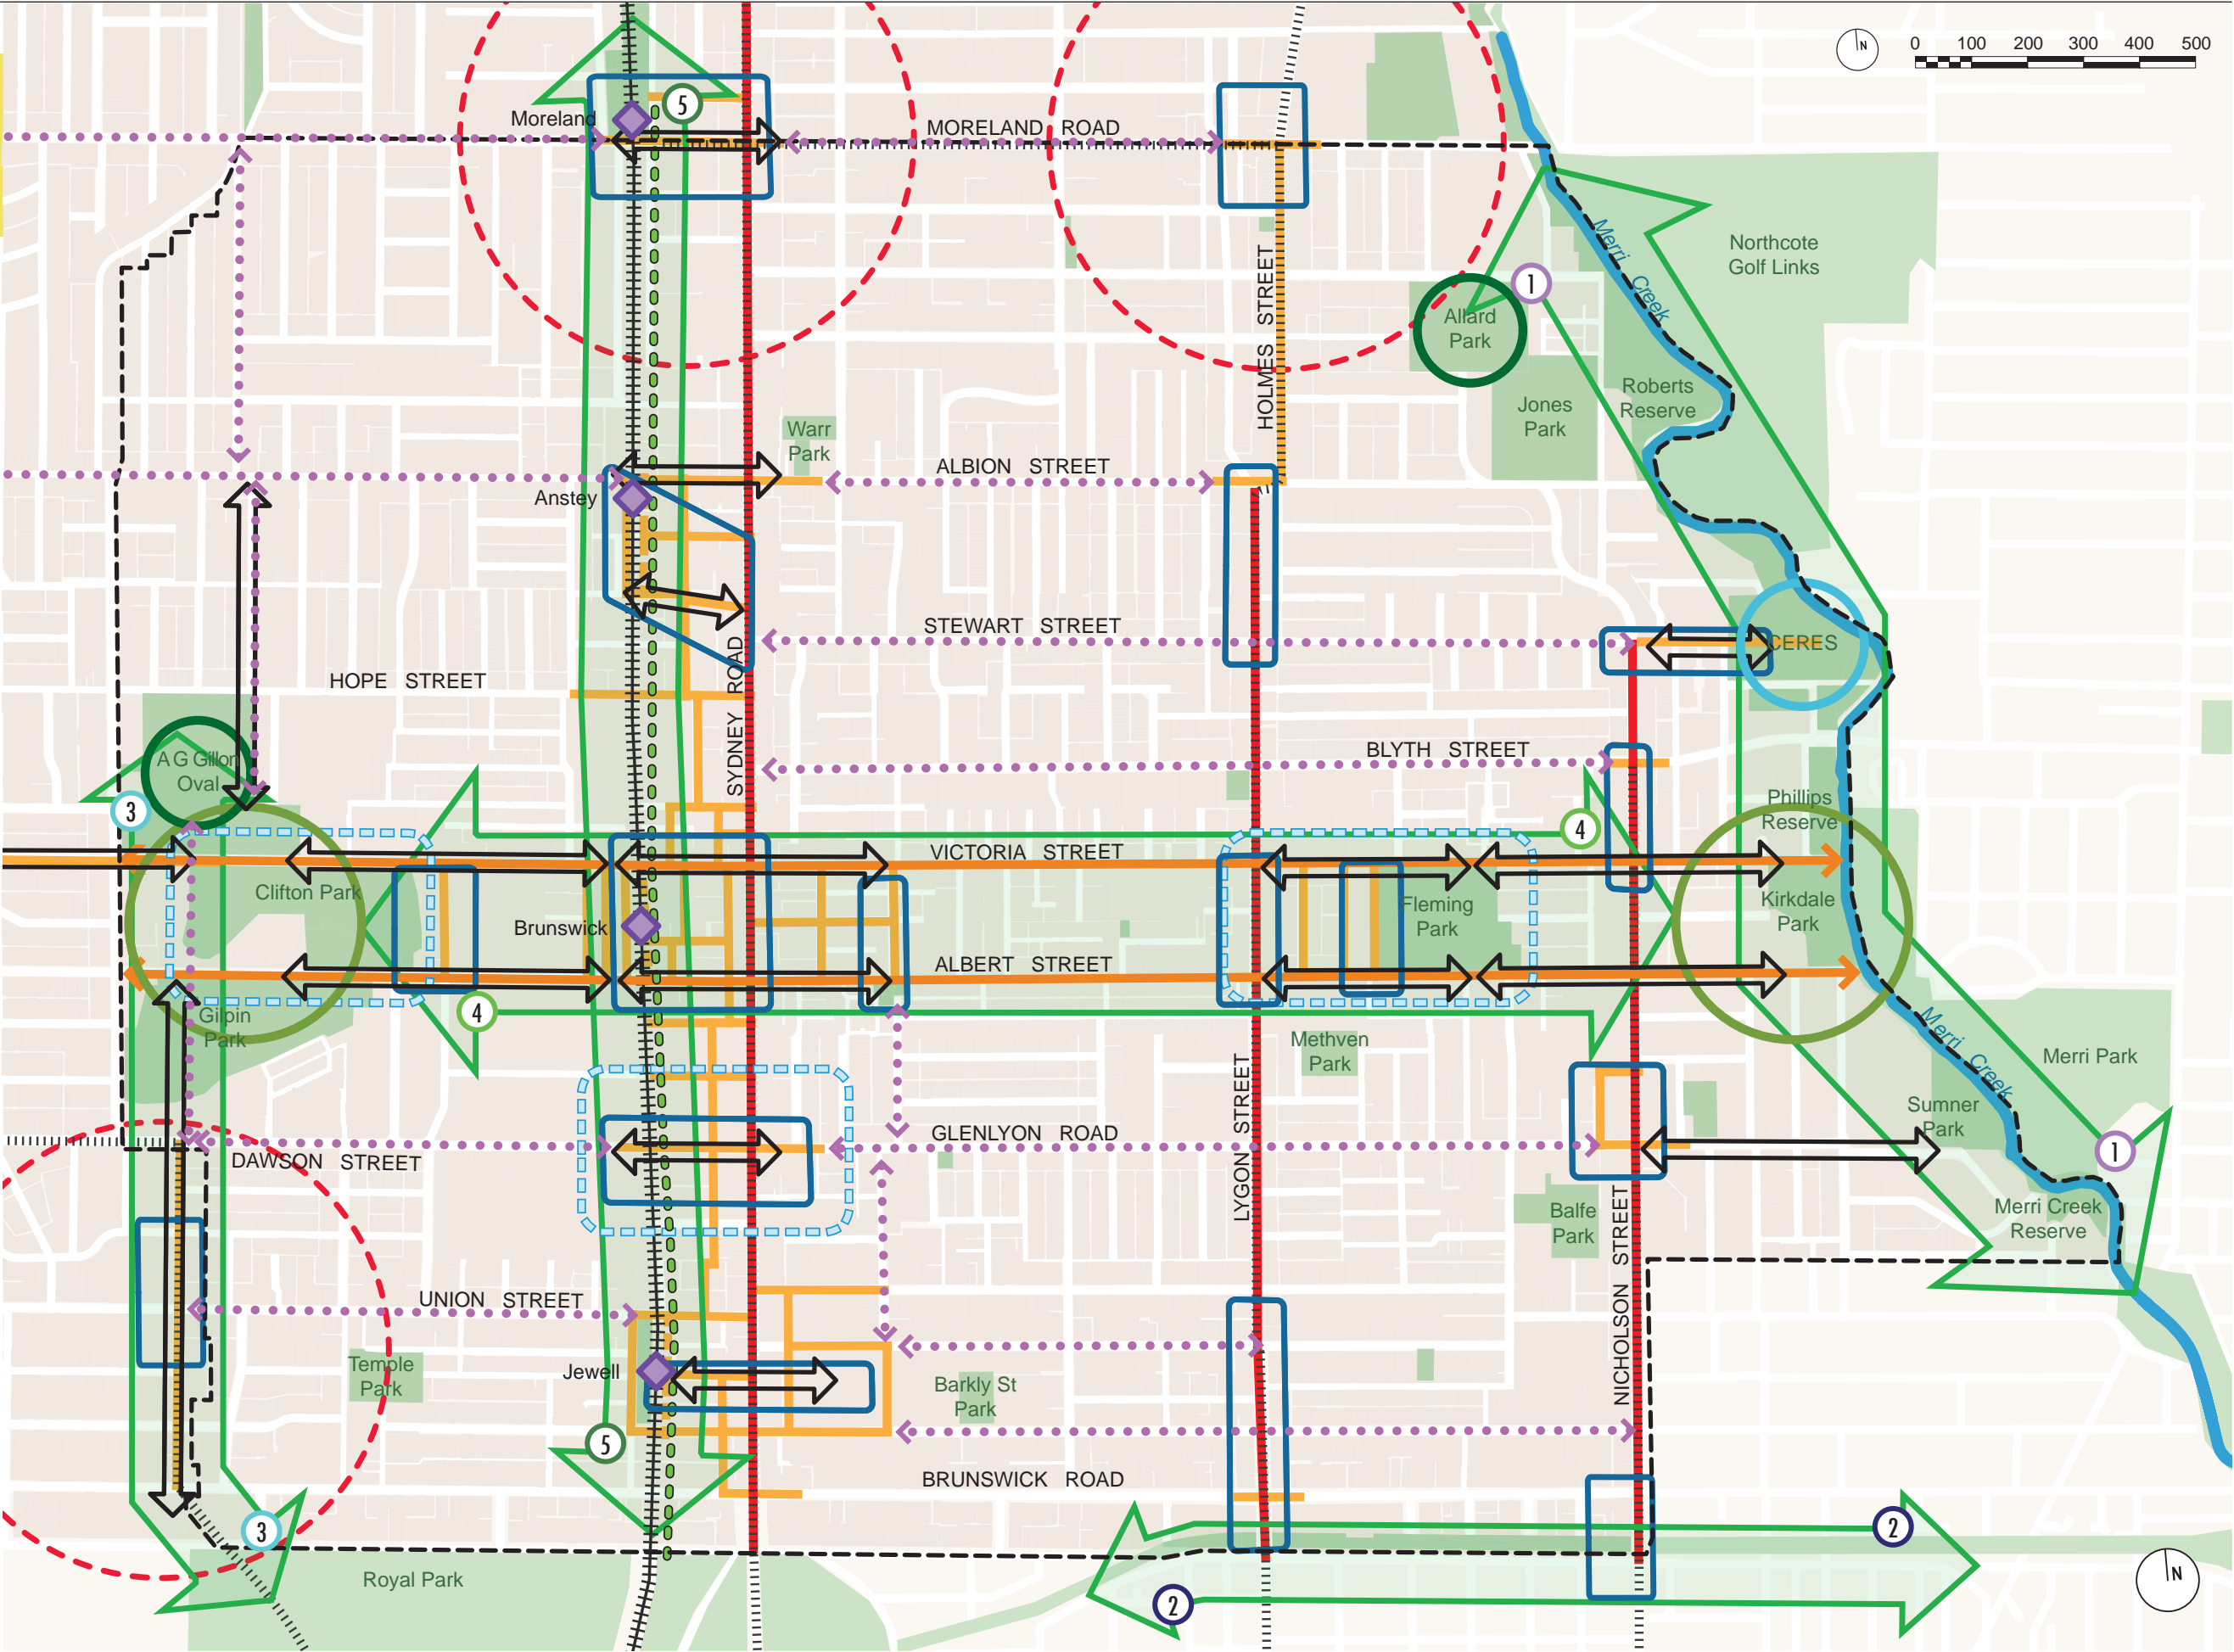 N
0 100 200 300 400 500
Moreland
5
MORELAND ROAD
Merri Creek
Northcote
Golf Links
1
Allard
Park
HOLMES STREET
Roberts
Reserve
Jones
Park
Warr
Park
ALBION STREET
Anstey
STEWART STREET
CERES
HOPE STREET
SYDNEY ROAD
BLYTH STREET
A G Gillon
Oval
3
Phillips
Reserve
4
VICTORIA STREET
Clifton Park
Fleming
Park
Kirkdale
Park
Brunswick
ALBERT STREET
4
Gilpin
Park
Methven
Park
Merri Creek
Merri Park
LYGON STREET
Sumner
Park
GLENLYON ROAD
1
DAWSON STREET
Balfe
Park
Merri Creek
Reserve
NICHOLSON STREET
UNION STREET
Temple
Park
Jewell
Barkly St
Park
5
BRUNSWICK ROAD
3
2
Royal Park
2
N